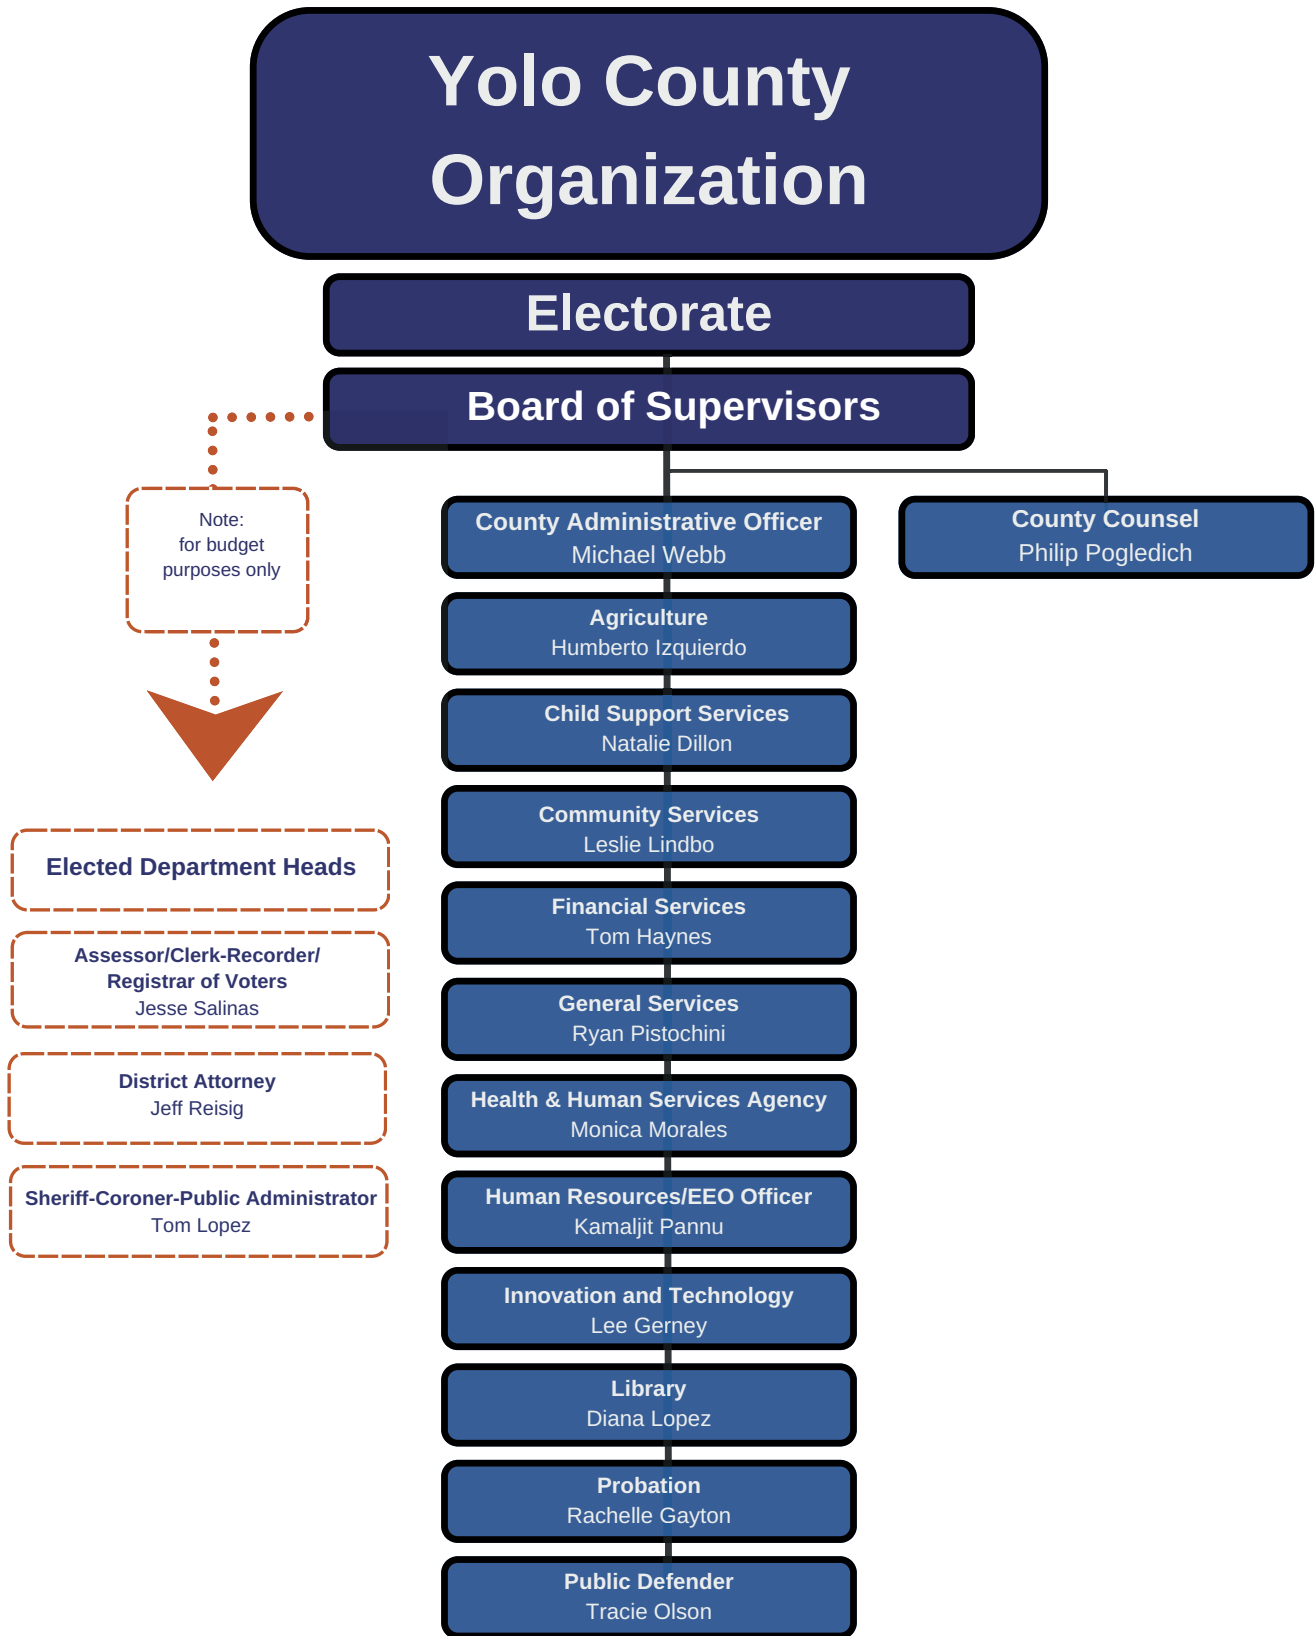 Yolo County
Organization
Electorate
Board of Supervisors
Note:
for budget
purposes only
County Administrative Officer
Michael Webb
County Counsel
Philip Pogledich
Agriculture
Humberto Izquierdo
Child Support Services
Natalie Dillon
Community Services
Leslie Lindbo
Financial Services
Tom Haynes
General Services
Ryan Pistochini
Health & Human Services Agency
Monica Morales
Human Resources/EEO Officer
Kamaljit Pannu
Innovation and Technology
Lee Gerney
Library
Diana Lopez
Probation
Rachelle Gayton
Public Defender
Tracie Olson
Elected Department Heads
Assessor/Clerk-Recorder/
Registrar of Voters
Jesse Salinas
District Attorney
Jeff Reisig
Sheriff-Coroner-Public Administrator
Tom Lopez